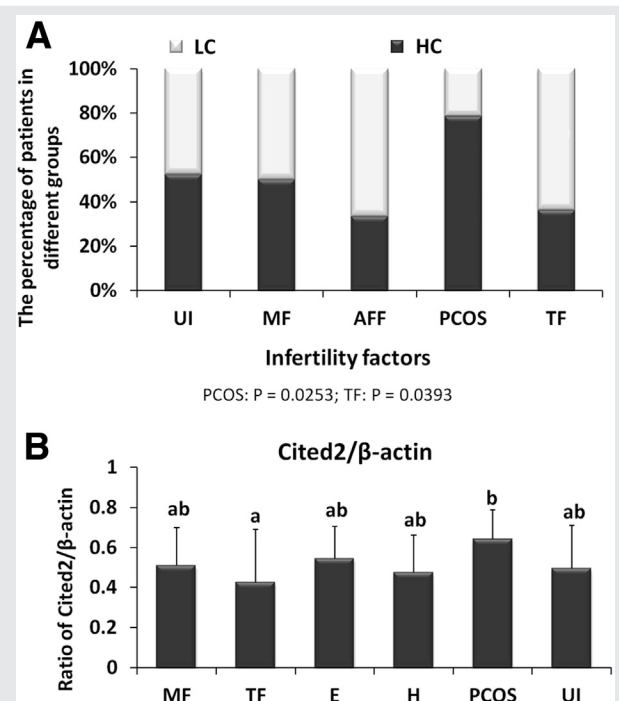 A
LC HC
The percentage of patients in
different groups
100%
80%
60%
40%
20%
0%
UI MF AFF PCOS TF
Infertility factors
PCOS: P = 0.0253; TF: P = 0.0393
B
Cited2/β-actin
Ratio of Cited2/β-actin
1
0.8
0.6
0.4
0.2
0
ab a ab ab b ab
MF TF E H PCOS UI